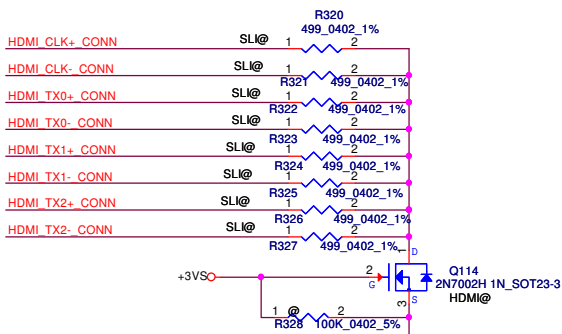 R320
499_0402_1%
HDMI_CLK+_CONN SLI@ 1 2
HDMI_CLK-_CONN SLI@ 1 2
R321 499_0402_1%
HDMI_TX0+_CONN SLI@ 1 2
R322 499_0402_1%
HDMI_TX0-_CONN SLI@ 1 2
R323 499_0402_1%
HDMI_TX1+_CONN SLI@ 1 2
R324 499_0402_1%
HDMI_TX1-_CONN SLI@ 1 2
R325 499_0402_1%
HDMI_TX2+_CONN SLI@ 1 2
R326 499_0402_1%
HDMI_TX2-_CONN SLI@ 1 2
R327 499_0402_1%
1 D
+3VS 2 G
Q114
2N7002H 1N_SOT23-3
HDMI@
3 S
1 @ 2
R328 100K_0402_5%